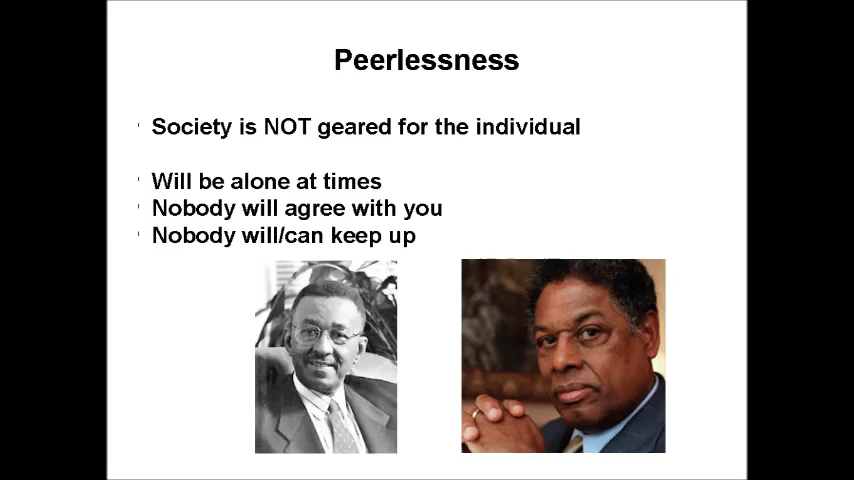 Peerlessness
Society is NOT geared for the individual
Will be alone at times
Nobody will agree with you
Nobody will/can keep up